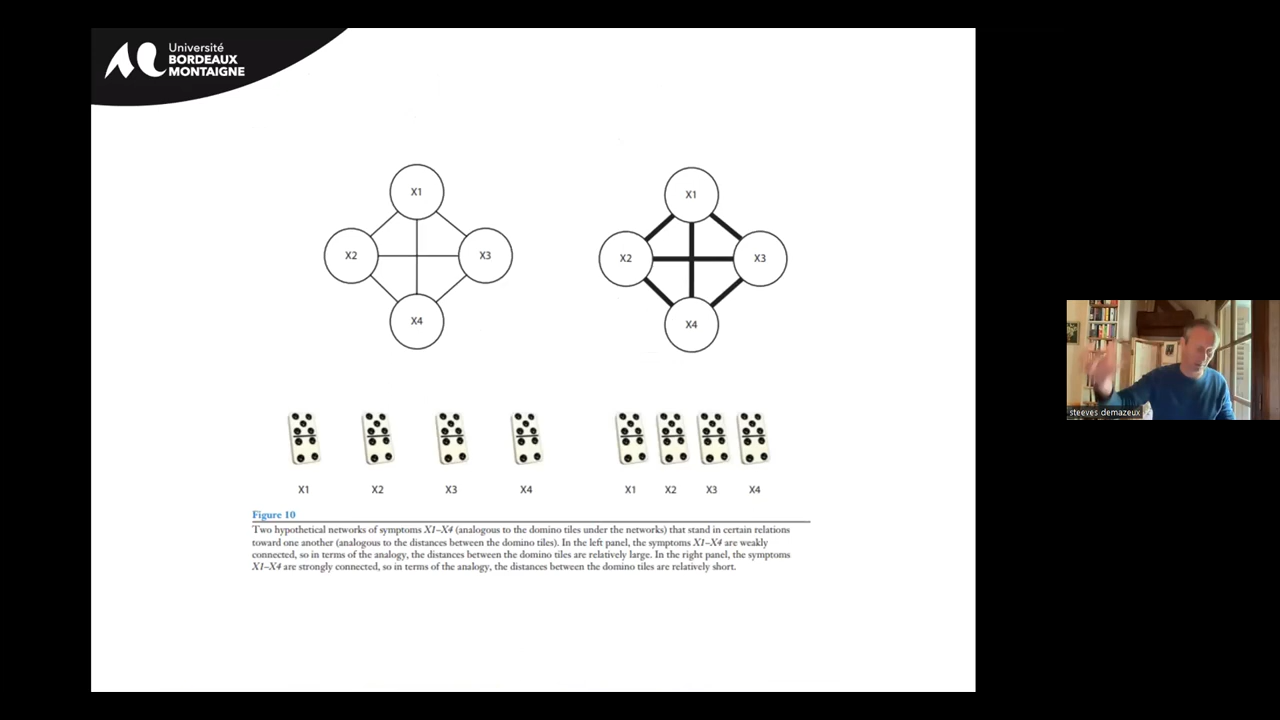 Université
BORDEAUX
MONTAIGNE
X1
X2
X3
X4
X1
X2
X3
X4
X1
X2
X3
X4
X1
X2
X3
X4
Figure 10
Two hypothetical networks of symptoms X1–X4 (analogous to the domino tiles under the networks) that stand in certain relations
toward one another (analogous to the distances between the domino tiles). In the left panel, the symptoms X1–X4 are weakly
connected, so in terms of the analogy, the distances between the domino tiles are relatively large. In the right panel, the symptoms
X1–X4 are strongly connected, so in terms of the analogy, the distances between the domino tiles are relatively short.
steeves demazeux